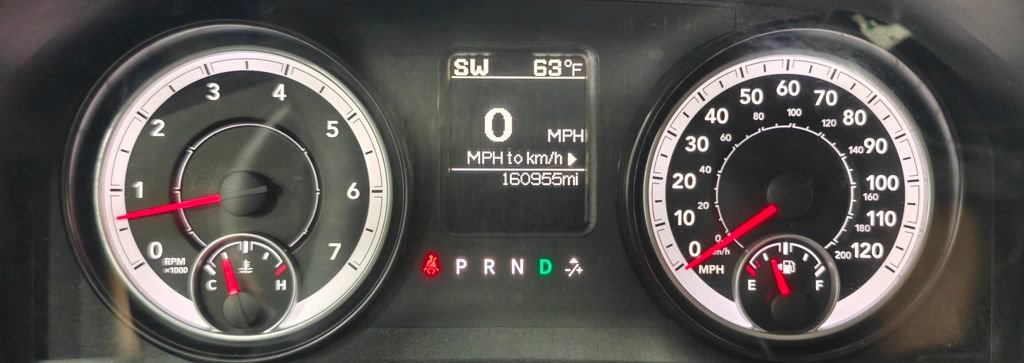 0 1 2 3 4 5 6 7
RPM
x1000
C H
SW 63°F
0 MPH
MPH to km/h
160955mi
P R N D
0 10 20 30 40 50 60 70 80 90 100 110 120
MPH
0 20 40 60 80 100 120 140 160 180 200
km/h
E F